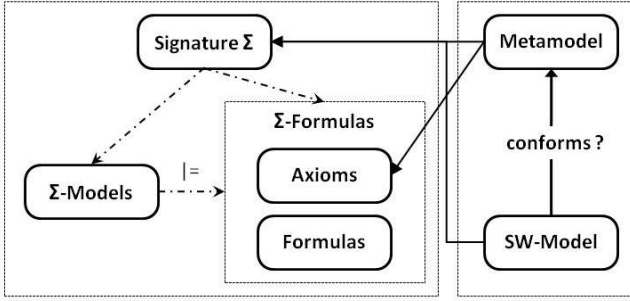 Signature Σ
Metamodel
Σ-Formulas
conforms ?
Axioms
|=
Σ-Models
Formulas
SW-Model